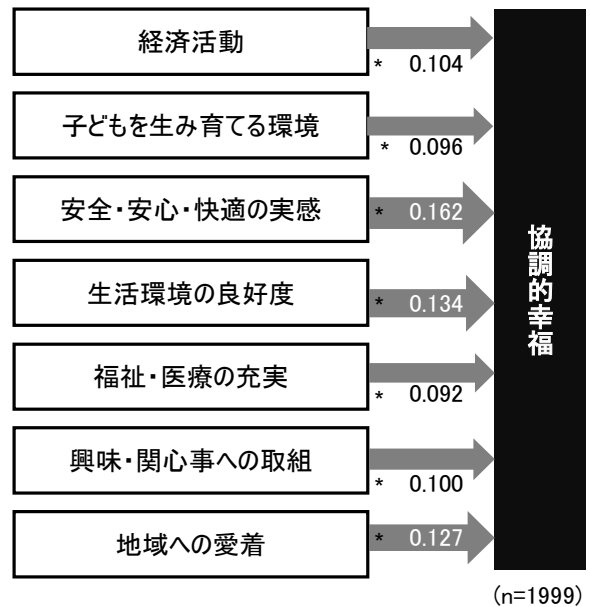 経済活動
* 0.104
子どもを生み育てる環境
* 0.096
安全・安心・快適の実感
* 0.162
生活環境の良好度
* 0.134
福祉・医療の充実
* 0.092
興味・関心事への取組
* 0.100
地域への愛着
* 0.127
協調的幸福
(n=1999)